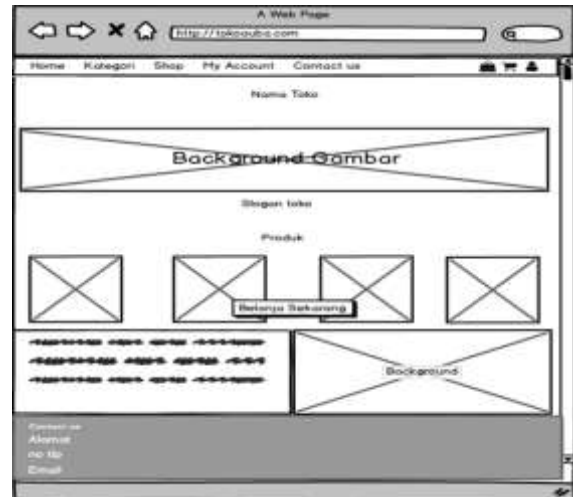 A Web Page
http://tokoauba.com
Home Kategori Shop My Account Contact us
Nama Toko
Background Gambar
Slogan toko
Produk
Belanja Sekarang
Background
Contact us
Alamat
no tlp
Email